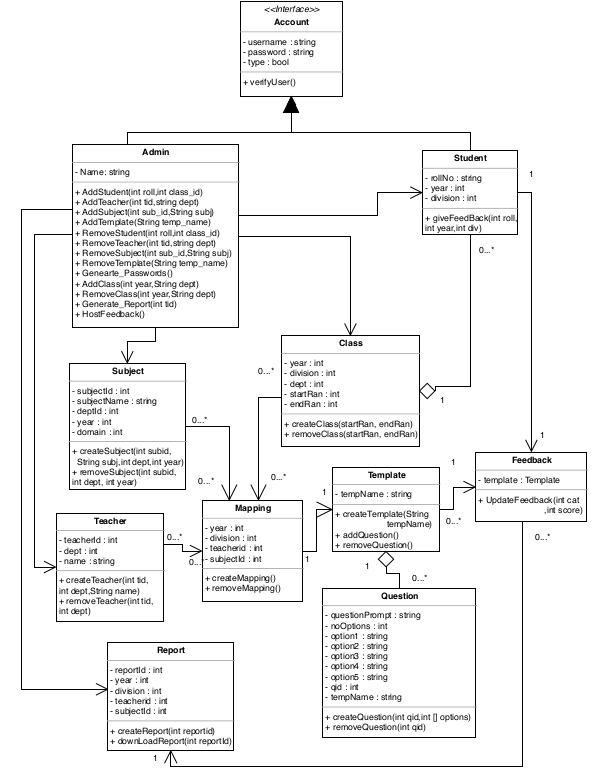 <<Interface>>
Account
- username : string
- password : string
- type : bool
+ verifyUser()
Admin
- Name: string
+ AddStudent(int roll,int class_id)
+ AddTeacher(int tid,string dept)
+ AddSubject(int sub_id,String subj)
+ AddTemplate(String temp_name)
+ RemoveStudent(int roll,int class_id)
+ RemoveTeacher(int tid,string dept)
+ RemoveSubject(int sub_id,String subj)
+ RemoveTemplate(String temp_name)
+ Genearte_Passwords()
+ AddClass(int year,String dept)
+ RemoveClass(int year,String dept)
+ Generate_Report(int tid)
+ HostFeedback()
Student
- rollNo : string
- year : int
- division : int
+ giveFeedBack(int roll,
int year,int div)
1
0...*
Subject
- subjectId : int
- subjectName : string
- deptId : int
- year : int
- domain : int
+ createSubject(int subid,
String subj,int dept,int year)
+ removeSubject(int subid,
int dept, int year)
0...*
0...*
Class
- year : int
- division : int
- dept : int
- startRan : int
- endRan : int
+ createClass(startRan, endRan)
+ removeClass(startRan, endRan)
0...*
0...*
1
1
Feedback
- template : Template
+ UpdateFeedback(int cat
,int score)
0...*
Template
- tempName : string
+ createTemplate(String
tempName)
+ addQuestion()
+ removeQuestion()
1
0...*
1
1
0...*
Mapping
- year : int
- division : int
- teacherid : int
- subjectId : int
+ createMapping()
+ removeMapping()
1
Teacher
- teacherId : int
- dept : int
- name : string
+ createTeacher(int tid,
int dept,String name)
+ removeTeacher(int tid,
int dept)
0...*
0...
Question
- questionPrompt : string
- noOptions : int
- option1 : string
- option2 : string
- option3 : string
- option4 : string
- option5 : string
- qid : int
- tempName : string
+ createQuestion(int qid,int [] options)
+ removeQuestion(int qid)
Report
- reportId : int
- year : int
- division : int
- teacherid : int
- subjectId : int
+ createReport(int reportid)
+ downLoadReport(int reportId)
1